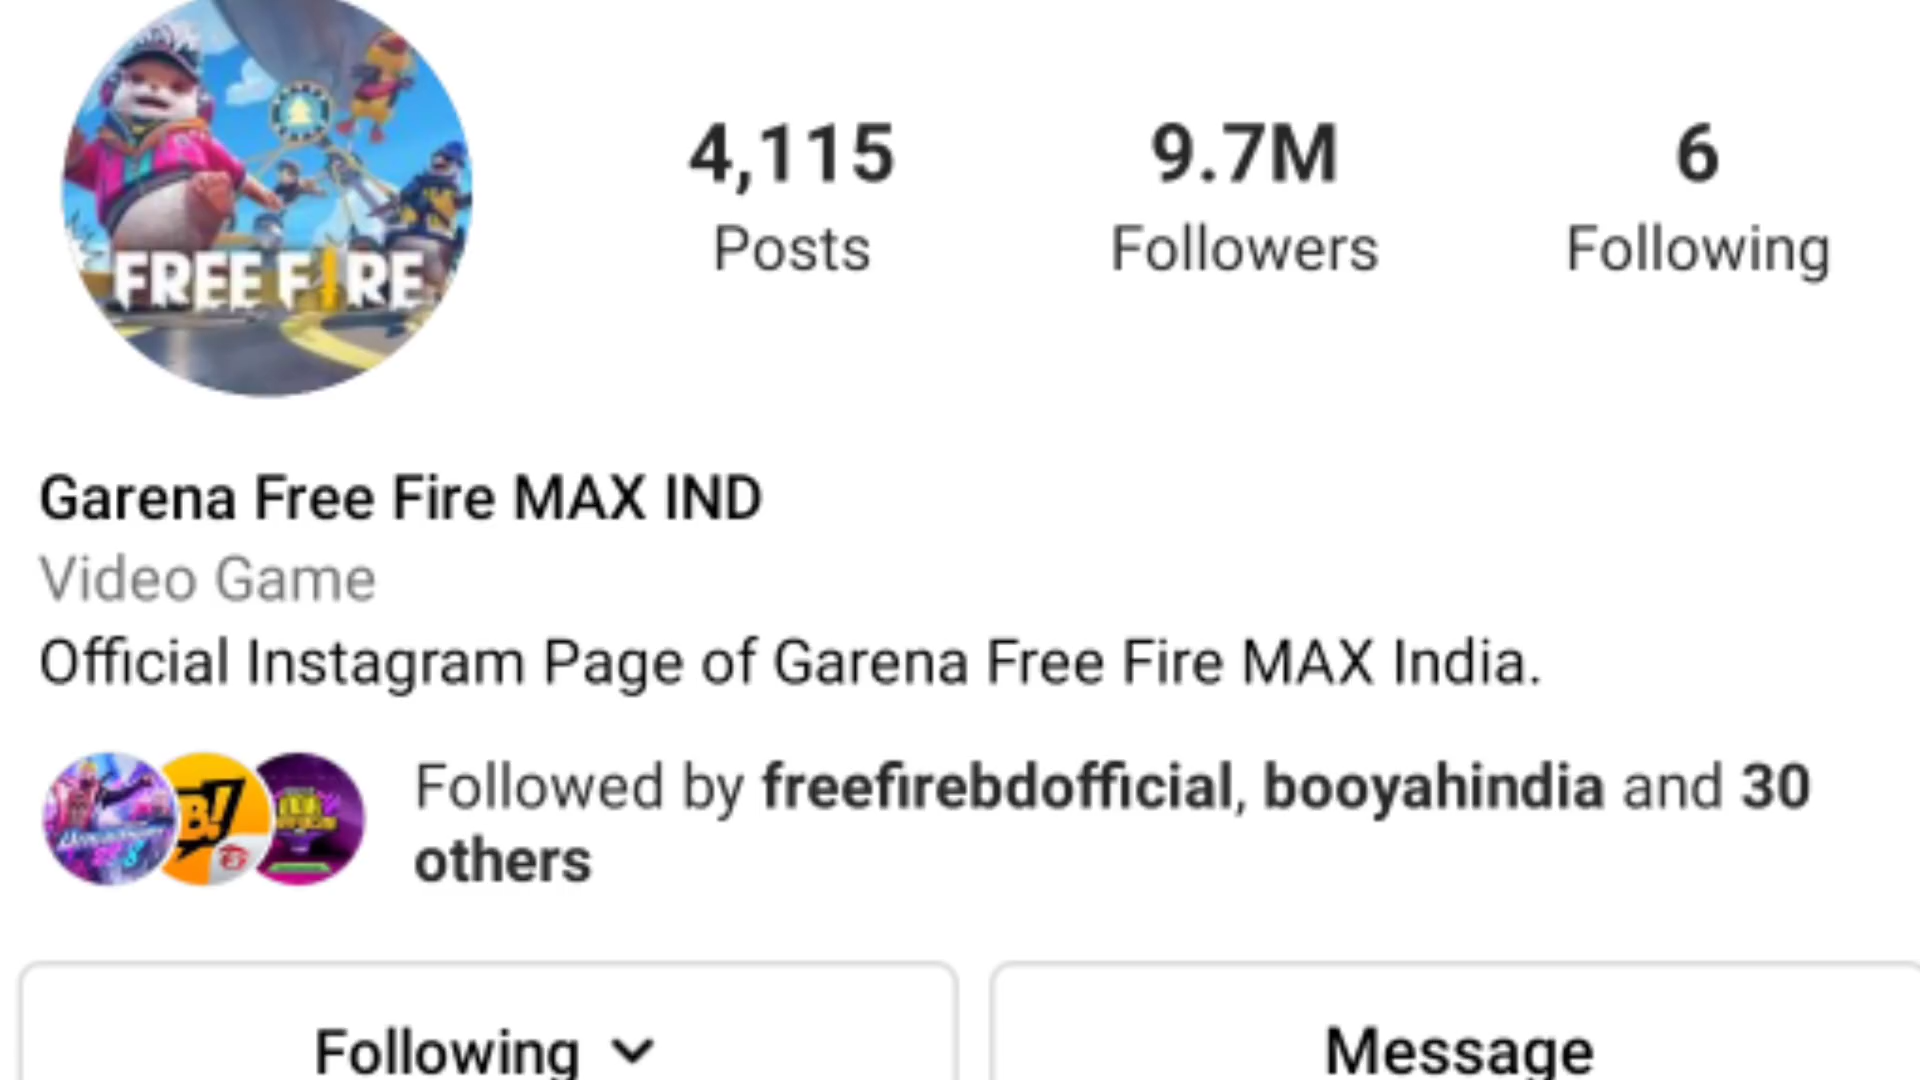 FREE FIRE
4,115
Posts
9.7M
Followers
6
Following
Garena Free Fire MAX IND
Video Game
Official Instagram Page of Garena Free Fire MAX India.
B!
Followed by freefirebdofficial, booyahindia and 30
others
Following
Message